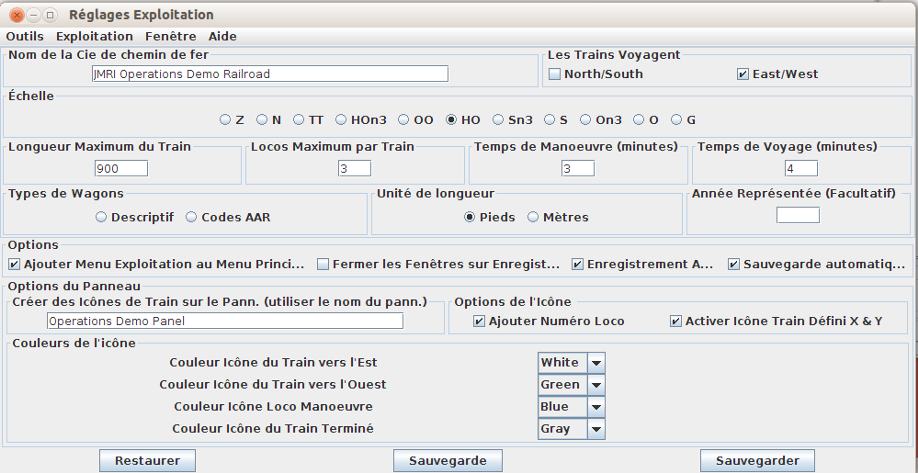 Réglages Exploitation
Outils Exploitation Fenêtre Aide
Nom de la Cie de chemin de fer Les Trains Voyagent
JMRI Operations Demo Railroad North/South East/West
Échelle
Z N TT HOn3 OO HO Sn3 S On3 O G
Longueur Maximum du Train Locos Maximum par Train Temps de Manoeuvre (minutes) Temps de Voyage (minutes)
900 3 3 4
Types de Wagons Unité de longueur Année Représentée (Facultatif)
Descriptif Codes AAR Pieds Mètres
Options
Ajouter Menu Exploitation au Menu Princi... Fermer les Fenêtres sur Enregist... Enregistrement A... Sauvegarde automatiq...
Options du Panneau
Créer des Icônes de Train sur le Pann. (utiliser le nom du pann.) Options de l'Icône
Operations Demo Panel Ajouter Numéro Loco Activer Icône Train Défini X & Y
Couleurs de l'icône
Couleur Icône du Train vers l'Est White
Couleur Icône du Train vers l'Ouest Green
Couleur Icône Loco Manoeuvre Blue
Couleur Icône du Train Terminé Gray
Restaurer Sauvegarde Sauvegarder